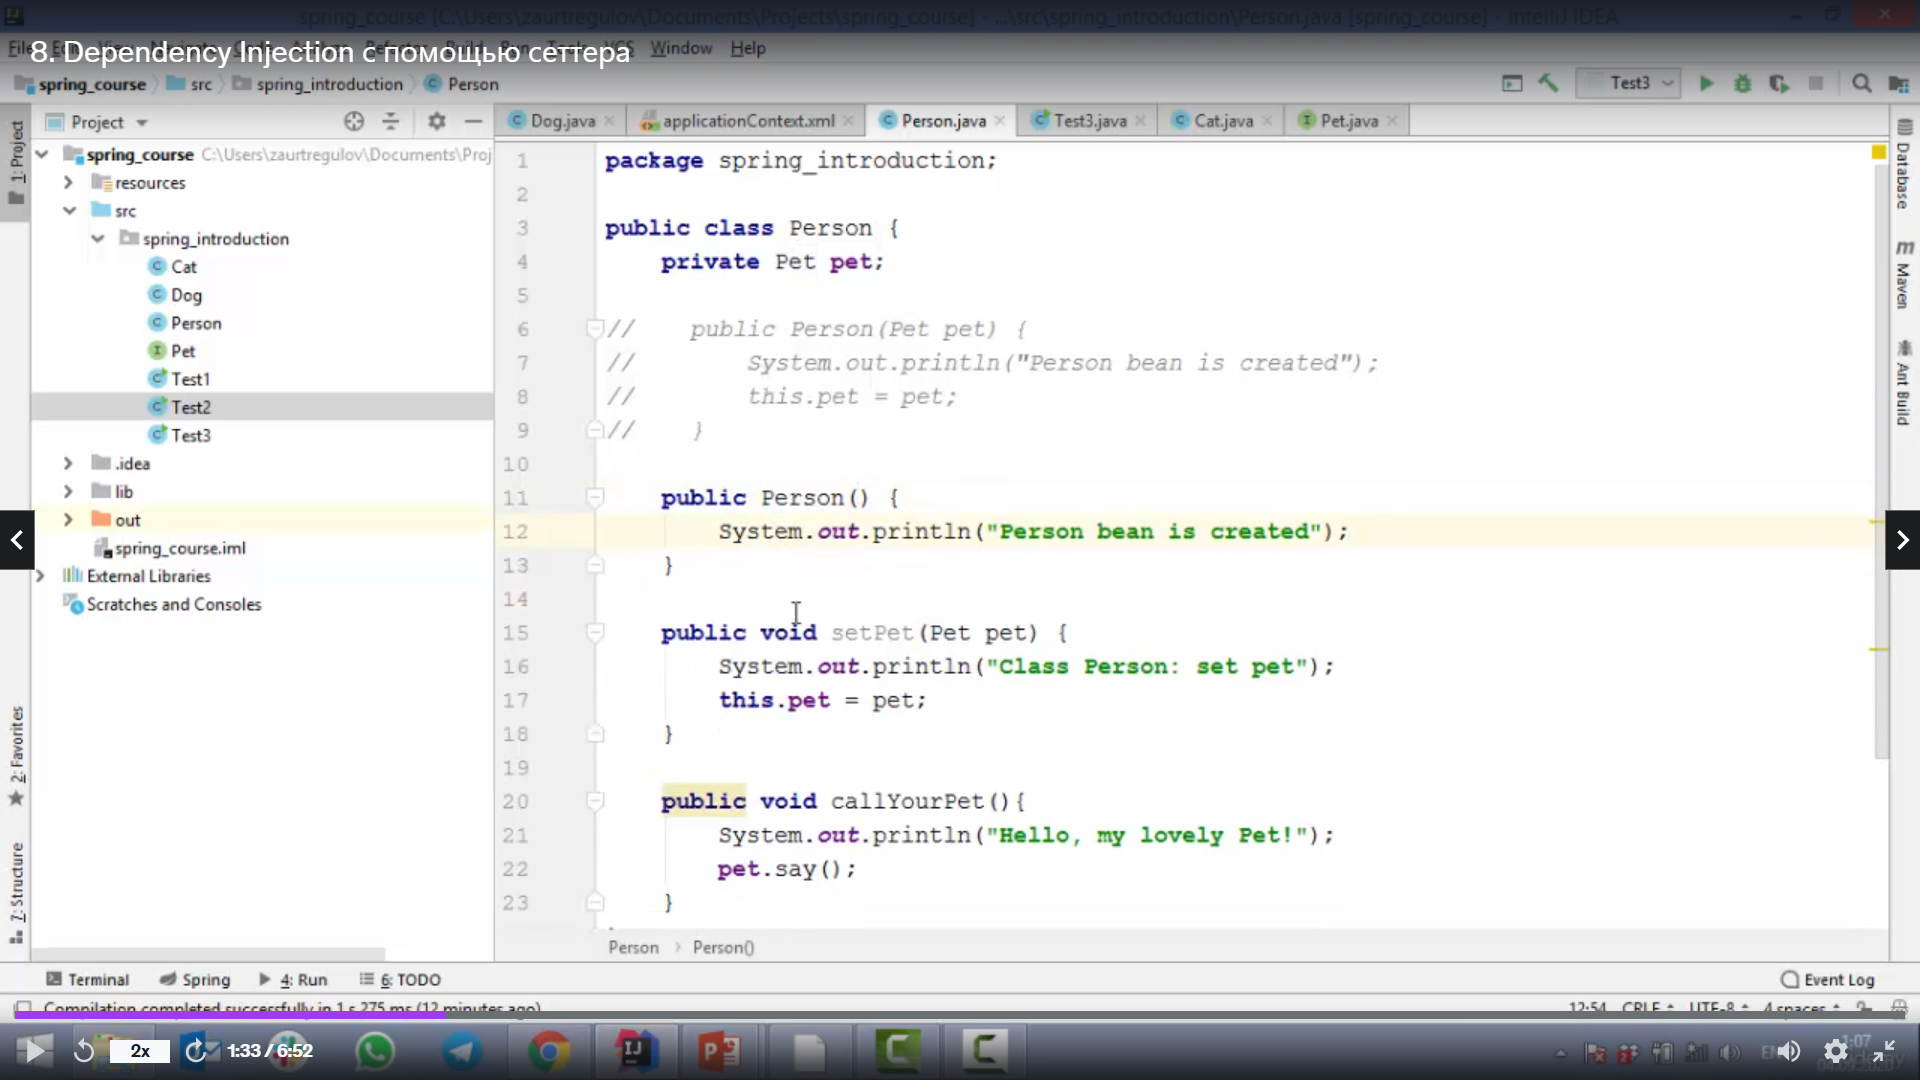 spring_course [C:\Users\zaurtregulov\Documents\Projects\spring_course] - ...\src\spring_introduction\Person.java [spring_course] - IntelliJ IDEA
8. Dependency Injection с помощью сеттера
Window Help
spring_course src spring_introduction Person
Test3
1: Project
Project
Dog.java applicationContext.xml Person.java Test3.java Cat.java Pet.java
spring_course C:\Users\zaurtregulov\Documents\Proj
resources
src
spring_introduction
Cat
Dog
Person
Pet
Test1
Test2
Test3
.idea
lib
out
spring_course.iml
External Libraries
Scratches and Consoles
1 package spring_introduction;
2
3 public class Person {
4 private Pet pet;
5
6 // public Person(Pet pet) {
7 // System.out.println("Person bean is created");
8 // this.pet = pet;
9 // }
10
11 public Person() {
12 System.out.println("Person bean is created");
13 }
14
15 public void setPet(Pet pet) {
16 System.out.println("Class Person: set pet");
17 this.pet = pet;
18 }
19
20 public void callYourPet(){
21 System.out.println("Hello, my lovely Pet!");
22 pet.say();
23 }
Person Person()
Database
Maven
Ant Build
2: Favorites
7: Structure
Terminal Spring 4: Run 6: TODO
Event Log
Compilation completed successfully in 1 s 275 ms (12 minutes ago)
12:54 CRLF UTF-8 4 spaces
2x 1:33 / 6:52